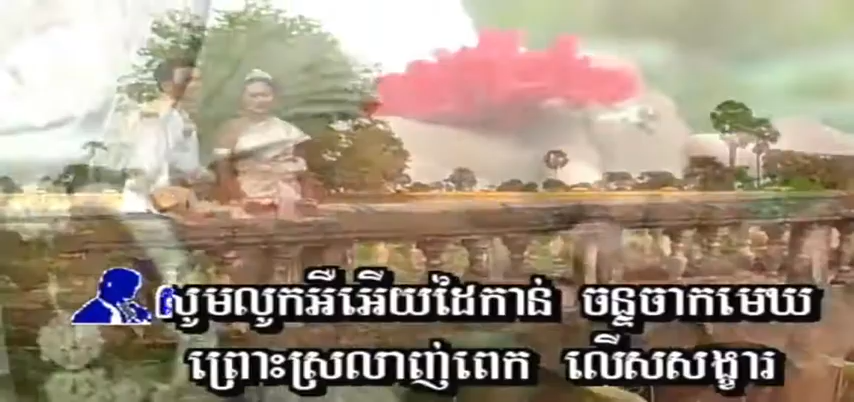 សូមលូកអឺអើយដៃកាន់ ចន្ទចាកមេឃ
ព្រោះស្រលាញ់ពេក លើសសង្ខារ